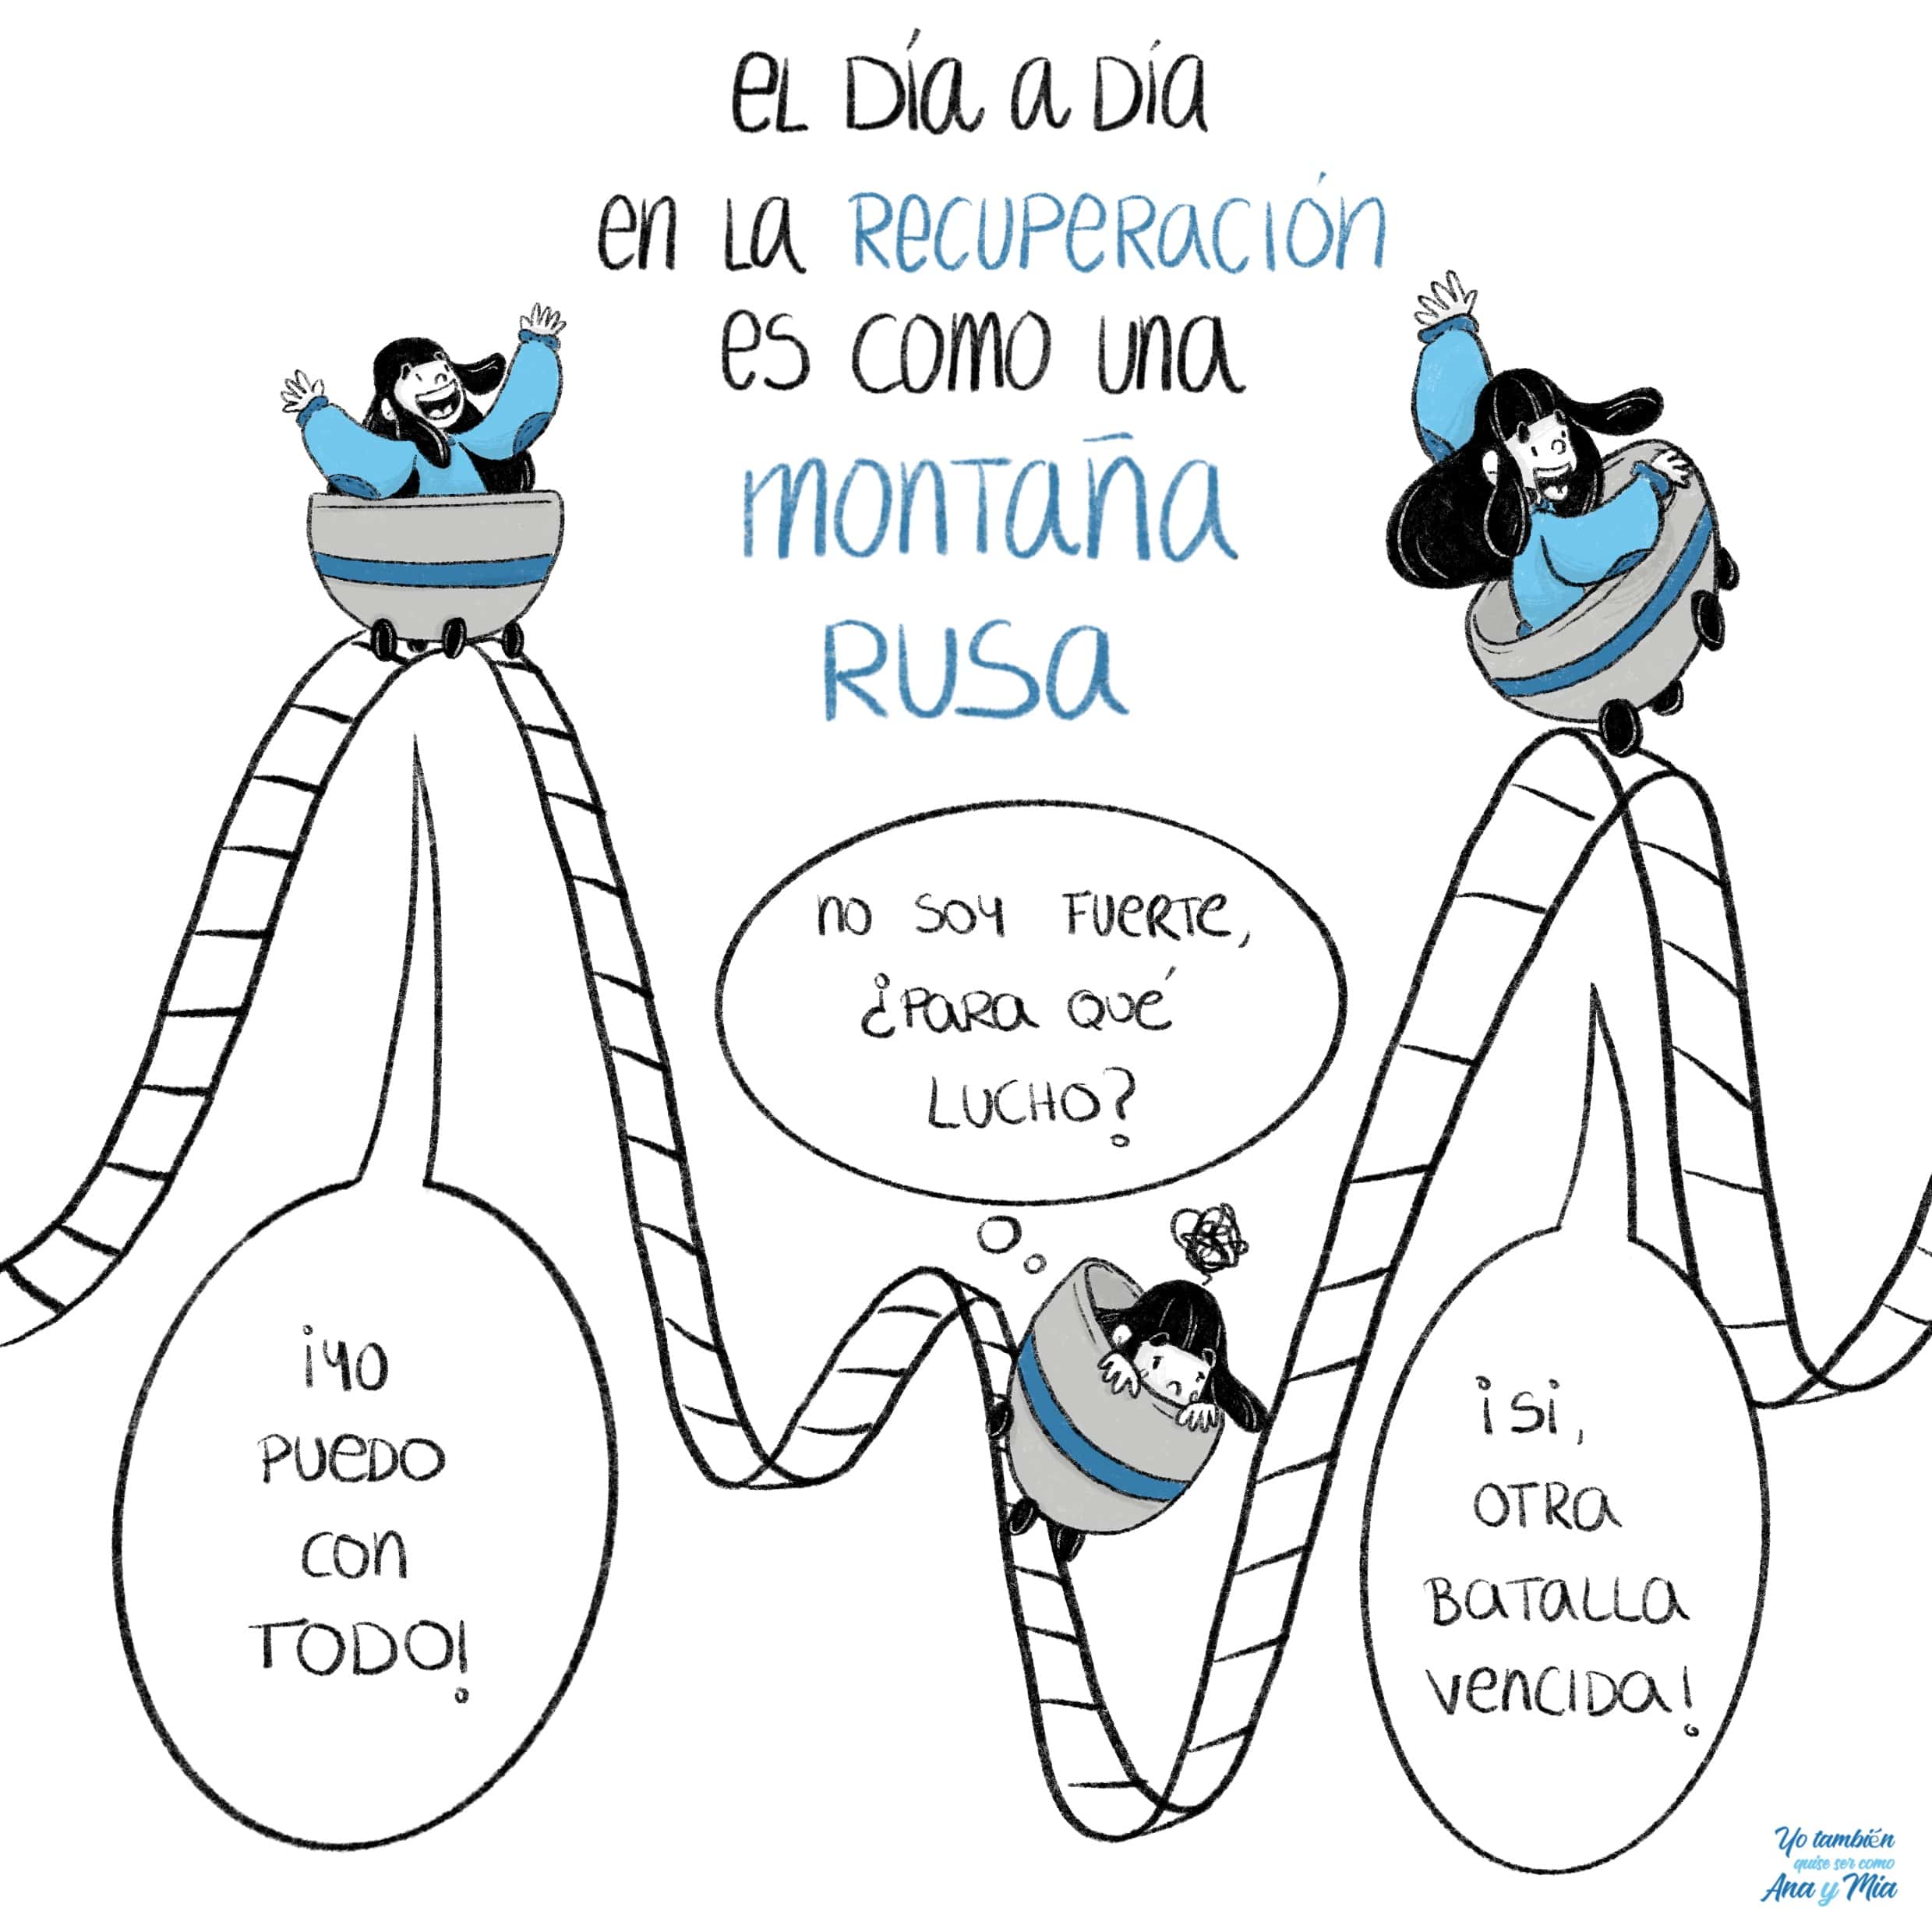 eL Día a Día
en La Recuperación
es como una
montaña
Rusa
no soy fuerte,
¿Para qué
lucho?
¡yo
puedo
con
todo!
¡Si,
otra
batalla
vencida!
Yo también
quise ser como
Ana y Mia